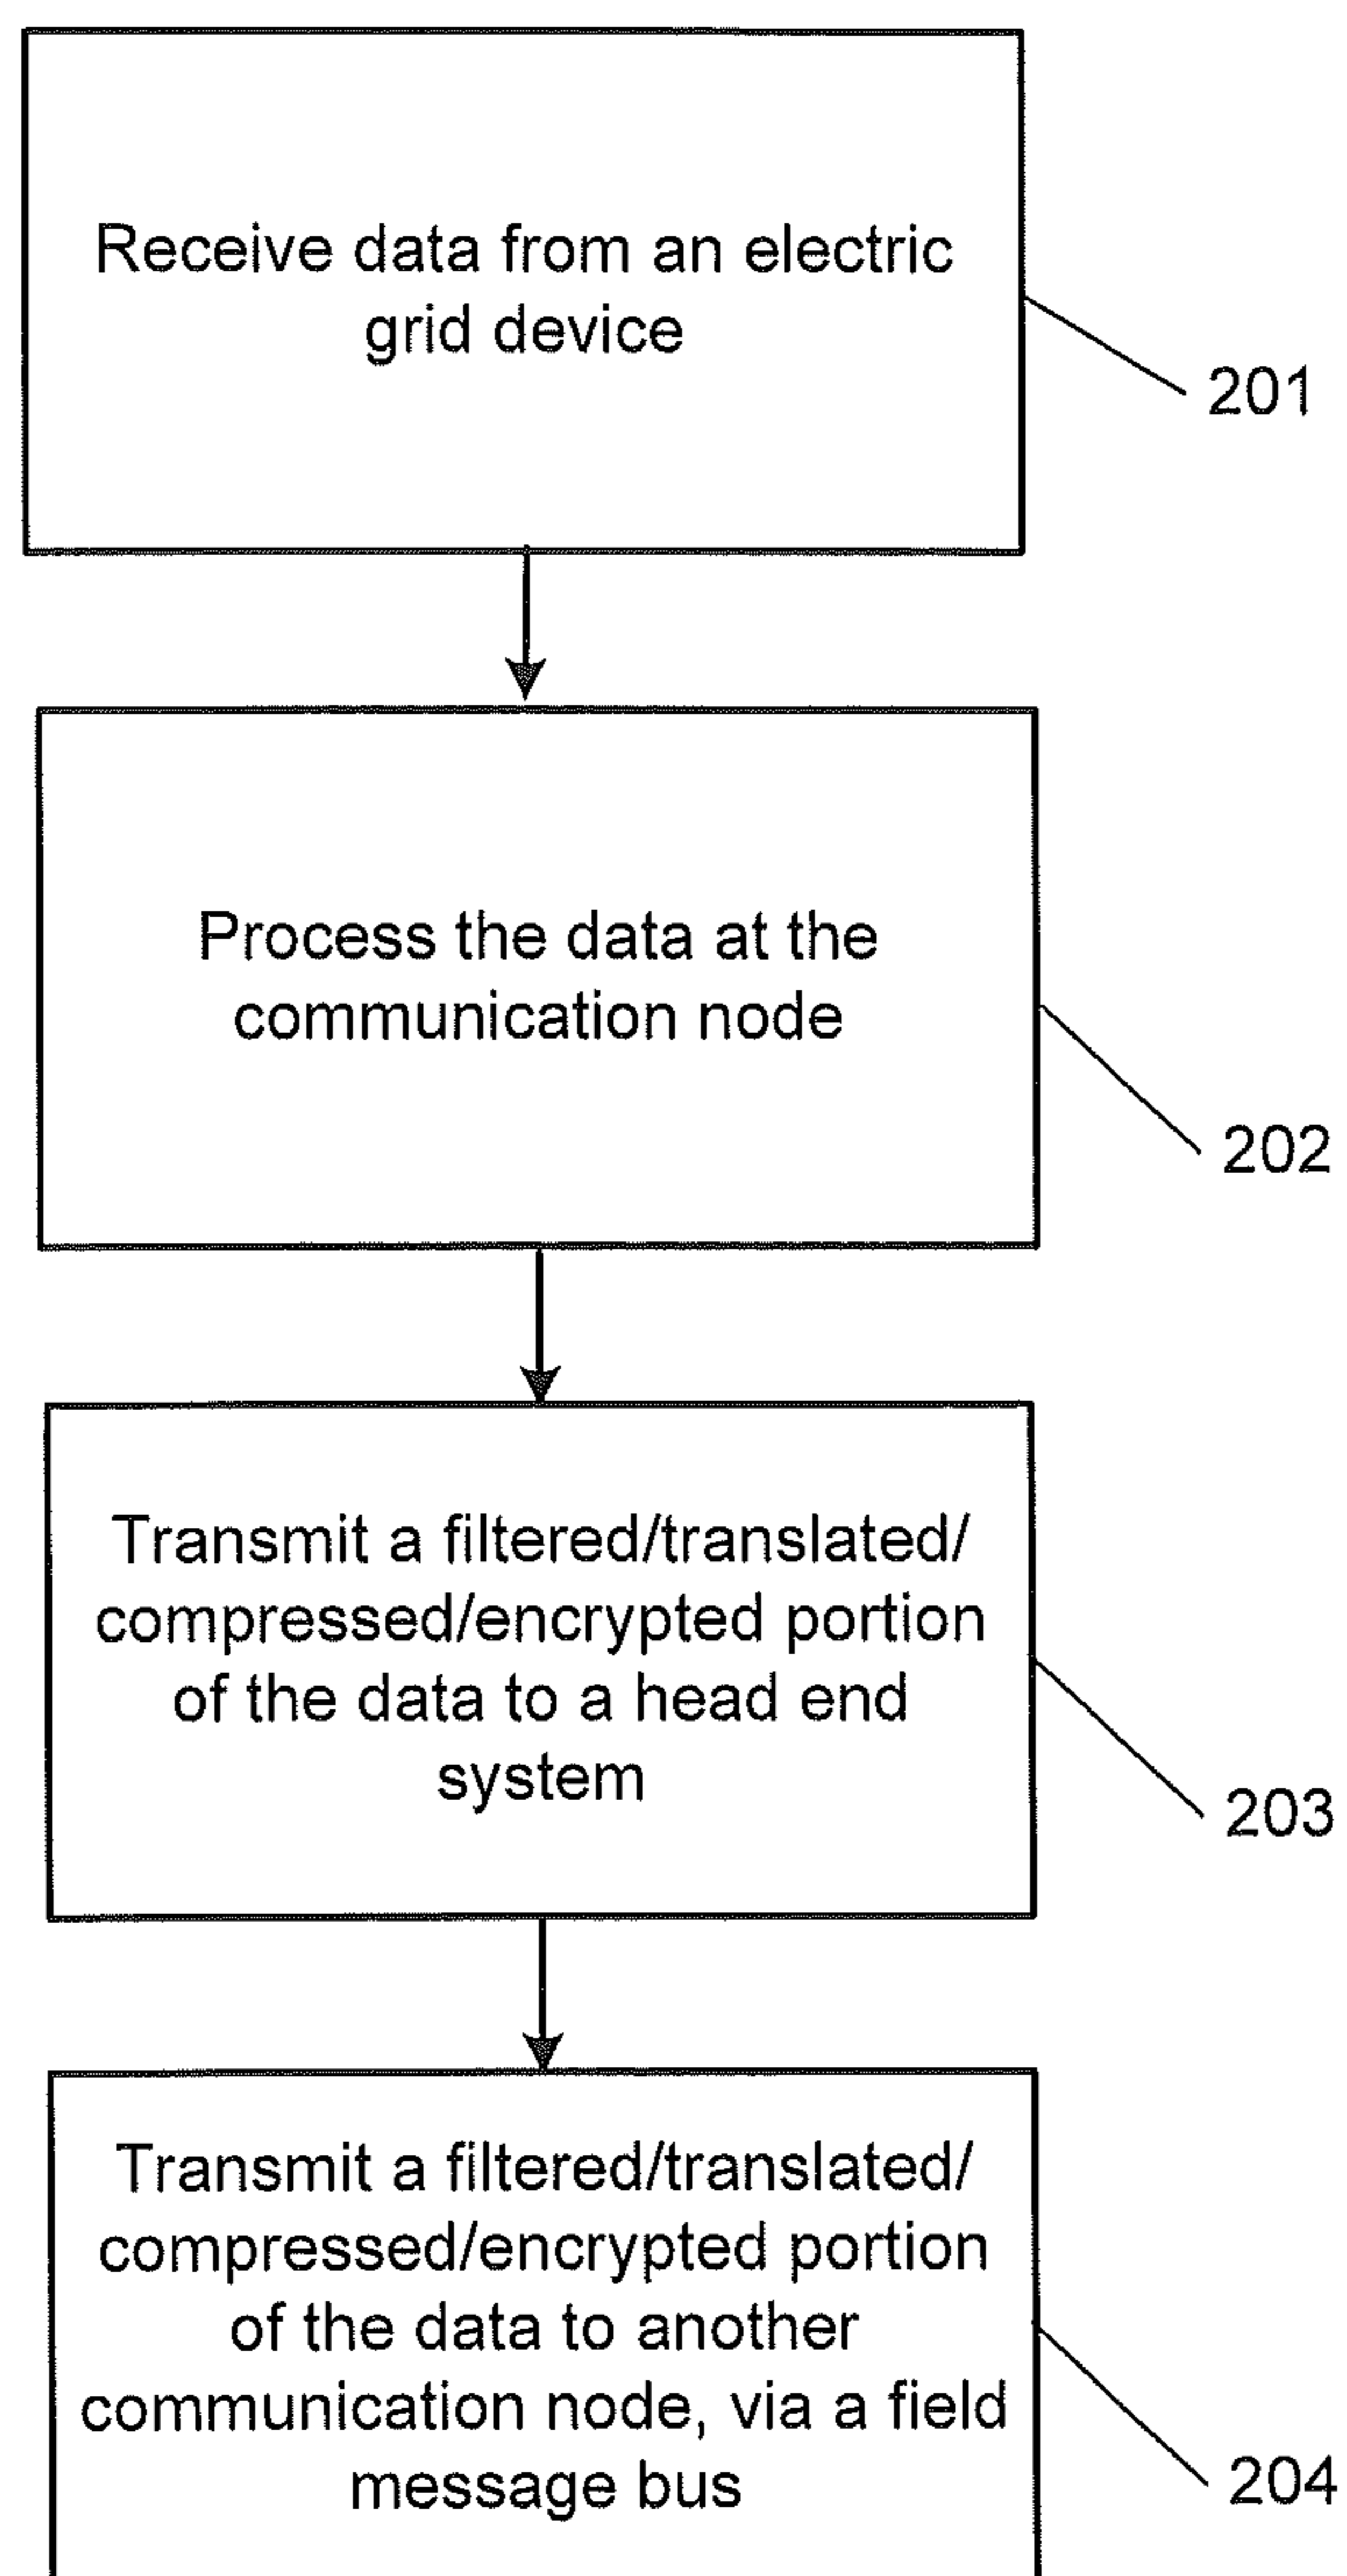 Receive data from an electric
grid device
201
Process the data at the
communication node
202
Transmit a filtered/translated/
compressed/encrypted portion
of the data to a head end
system
203
Transmit a filtered/translated/
compressed/encrypted portion
of the data to another
communication node, via a field
message bus
204